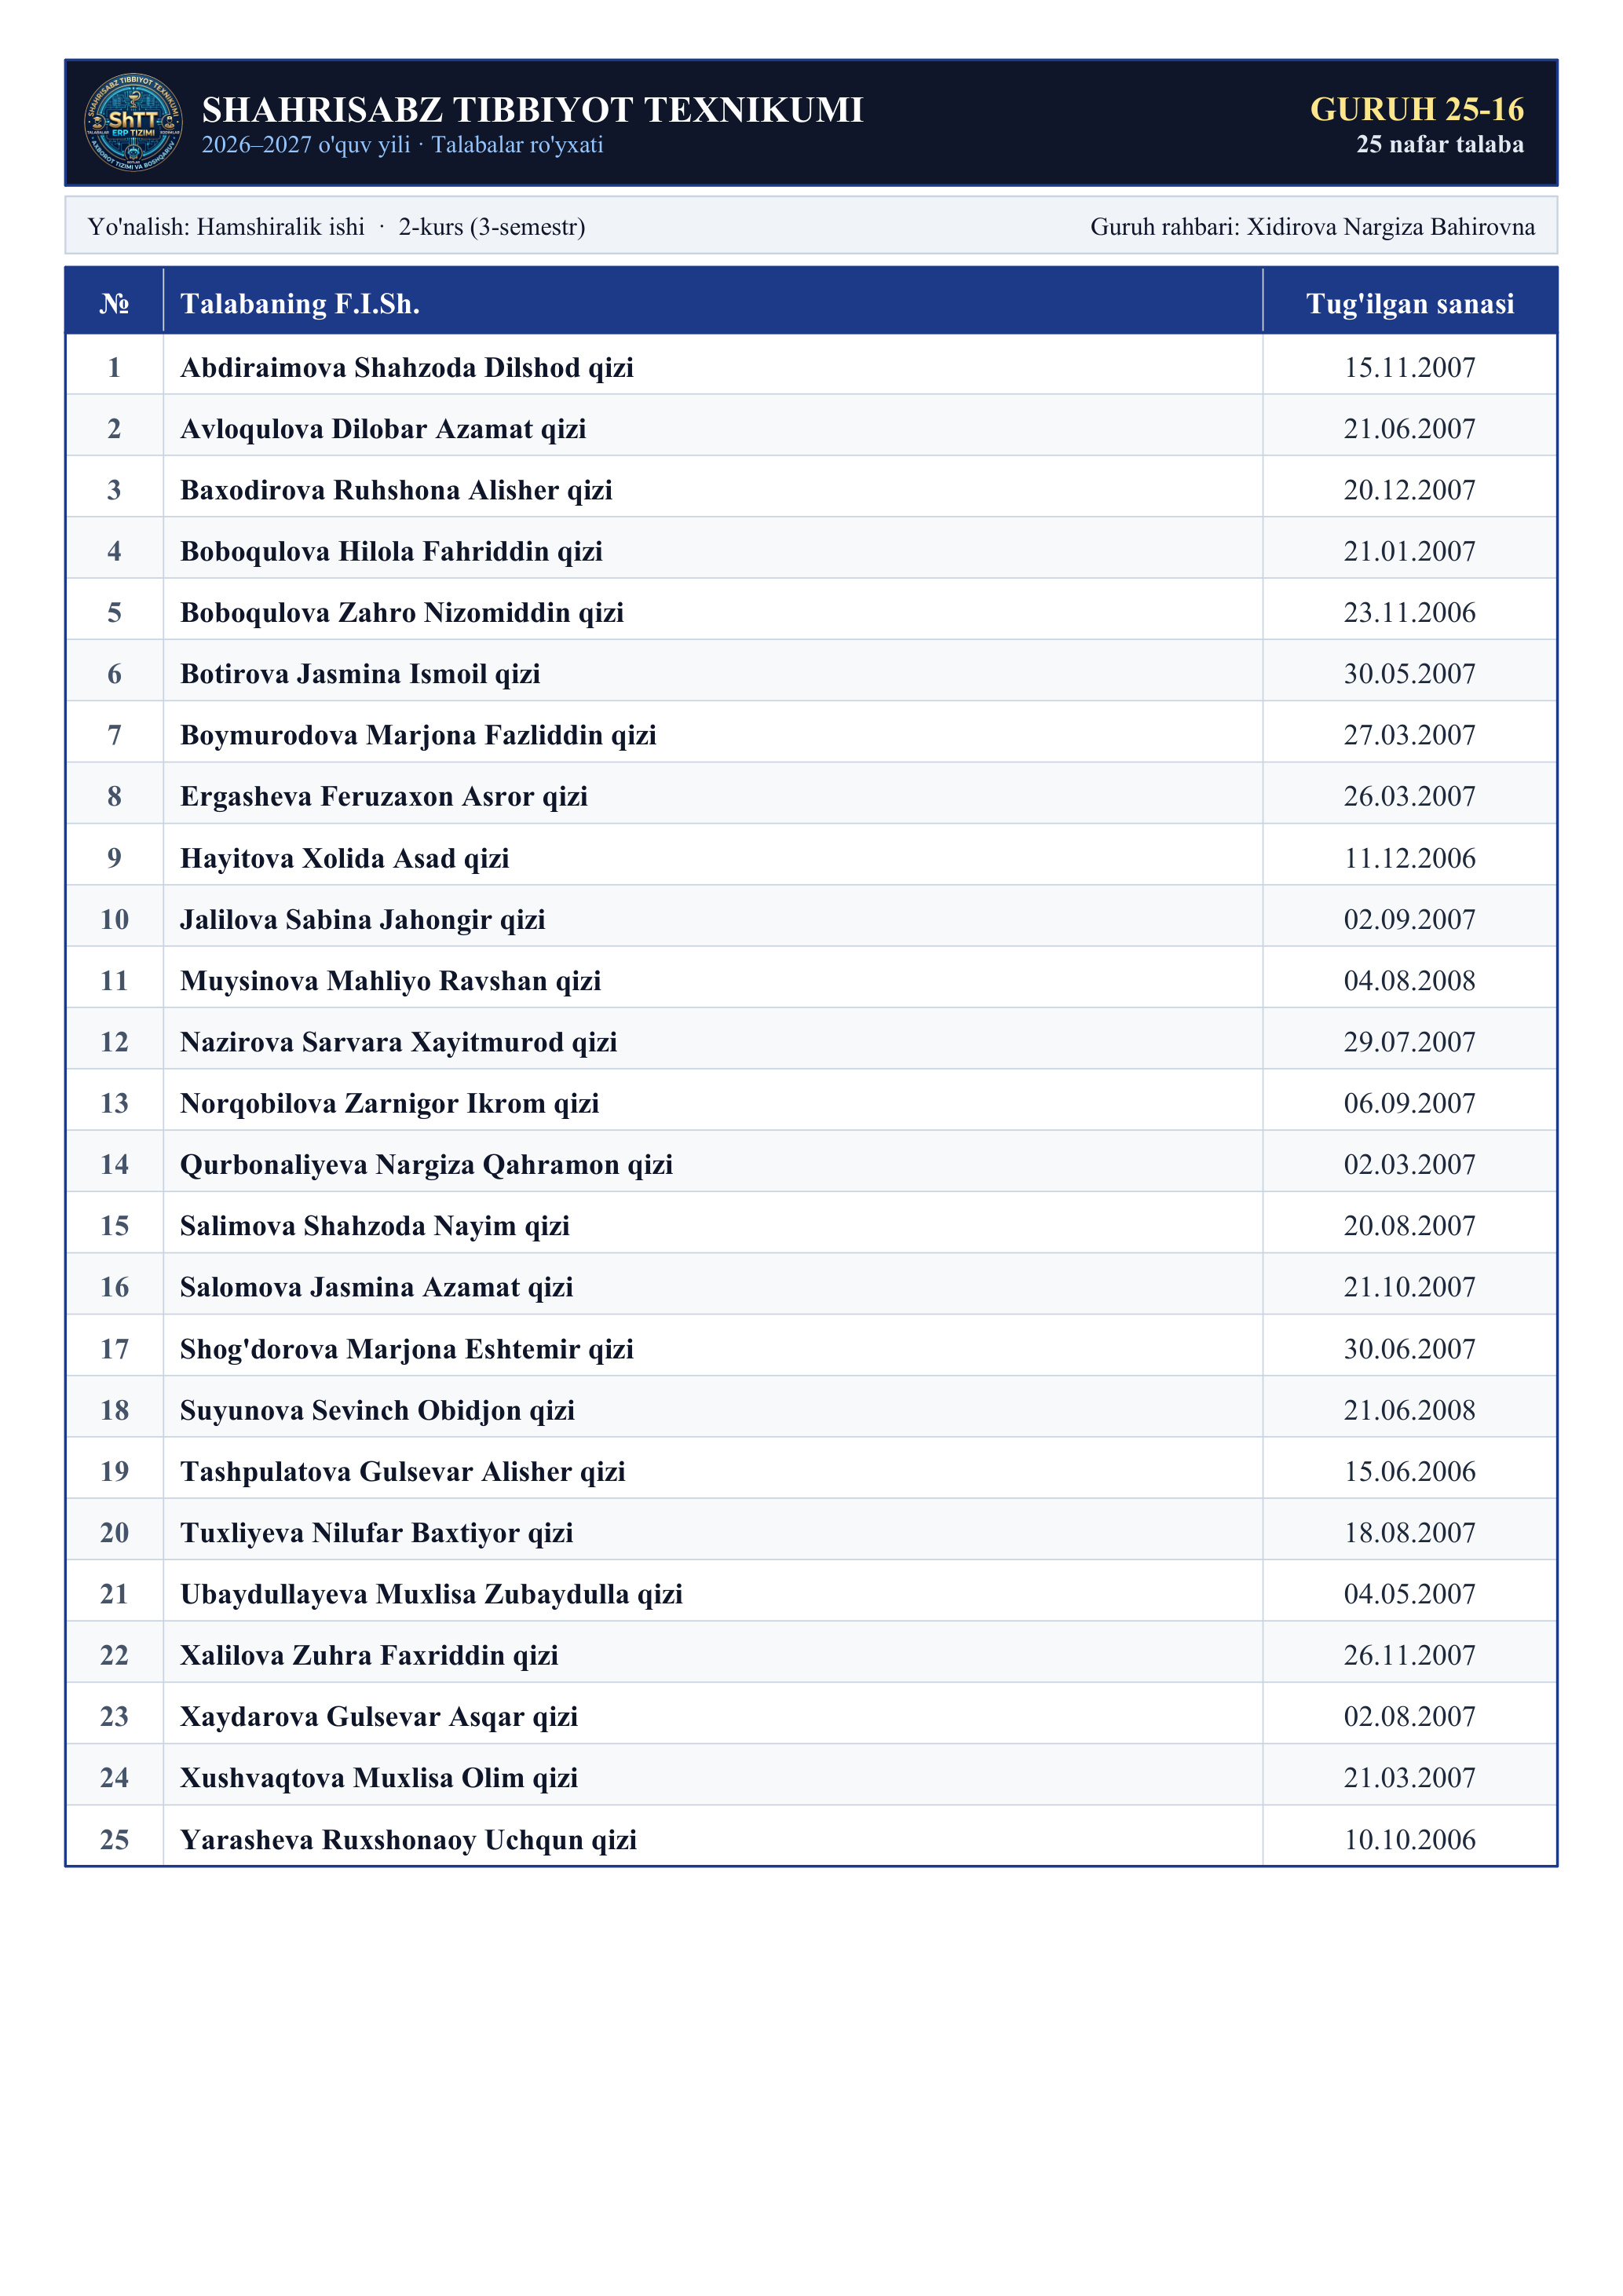 SHAHRISABZ TIBBIYOT TEXNIKUMI
ShTT
ERP TIZIMI
AXBOROT TIZIMI VA BOSHQARUV
SHAHRISABZ TIBBIYOT TEXNIKUMI
2026–2027 o'quv yili · Talabalar ro'yxati
GURUH 25-16
25 nafar talaba
Yo'nalish: Hamshiralik ishi · 2-kurs (3-semestr)
Guruh rahbari: Xidirova Nargiza Bahirovna
№ Talabaning F.I.Sh. Tug'ilgan sanasi
1 Abdiraimova Shahzoda Dilshod qizi 15.11.2007
2 Avloqulova Dilobar Azamat qizi 21.06.2007
3 Baxodirova Ruhshona Alisher qizi 20.12.2007
4 Boboqulova Hilola Fahriddin qizi 21.01.2007
5 Boboqulova Zahro Nizomiddin qizi 23.11.2006
6 Botirova Jasmina Ismoil qizi 30.05.2007
7 Boymurodova Marjona Fazliddin qizi 27.03.2007
8 Ergasheva Feruzaxon Asror qizi 26.03.2007
9 Hayitova Xolida Asad qizi 11.12.2006
10 Jalilova Sabina Jahongir qizi 02.09.2007
11 Muysinova Mahliyo Ravshan qizi 04.08.2008
12 Nazirova Sarvara Xayitmurod qizi 29.07.2007
13 Norqobilova Zarnigor Ikrom qizi 06.09.2007
14 Qurbonaliyeva Nargiza Qahramon qizi 02.03.2007
15 Salimova Shahzoda Nayim qizi 20.08.2007
16 Salomova Jasmina Azamat qizi 21.10.2007
17 Shog'dorova Marjona Eshtemir qizi 30.06.2007
18 Suyunova Sevinch Obidjon qizi 21.06.2008
19 Tashpulatova Gulsevar Alisher qizi 15.06.2006
20 Tuxliyeva Nilufar Baxtiyor qizi 18.08.2007
21 Ubaydullayeva Muxlisa Zubaydulla qizi 04.05.2007
22 Xalilova Zuhra Faxriddin qizi 26.11.2007
23 Xaydarova Gulsevar Asqar qizi 02.08.2007
24 Xushvaqtova Muxlisa Olim qizi 21.03.2007
25 Yarasheva Ruxshonaoy Uchqun qizi 10.10.2006